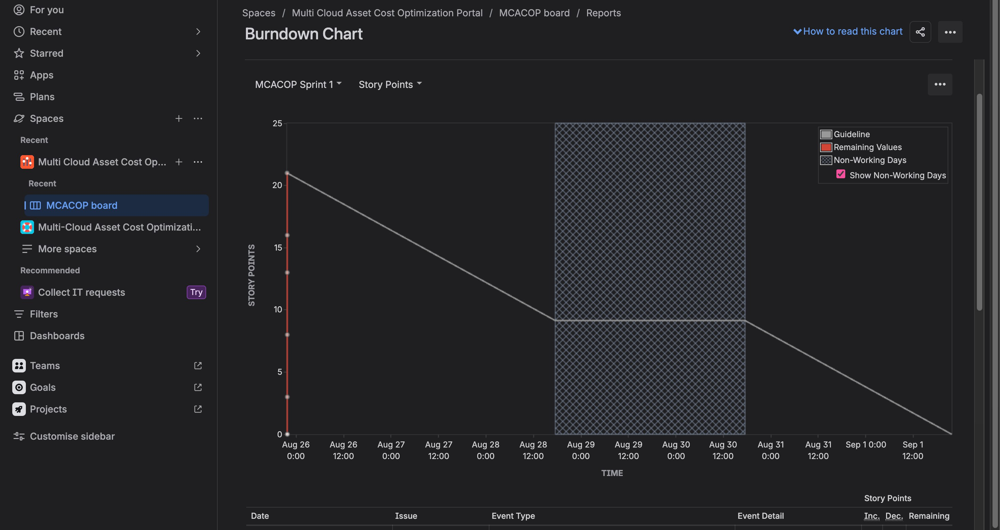 For you
Recent
Starred
Apps
Plans
Spaces
Recent
Multi Cloud Asset Cost Op...
Recent
MCACOP board
Multi-Cloud Asset Cost Optimizati...
More spaces
Recommended
Collect IT requests Try
Filters
Dashboards
Teams
Goals
Projects
Customise sidebar
Spaces / Multi Cloud Asset Cost Optimization Portal / MCACOP board / Reports
Burndown Chart
How to read this chart
MCACOP Sprint 1 Story Points
25
20
15
10
5
0
STORY POINTS
Guideline
Remaining Values
Non-Working Days
Show Non-Working Days
Aug 26 Aug 26 Aug 27 Aug 27 Aug 28 Aug 28 Aug 29 Aug 29 Aug 30 Aug 30 Aug 31 Aug 31 Sep 1 0:00 Sep 1
0:00 12:00 0:00 12:00 0:00 12:00 0:00 12:00 0:00 12:00 0:00 12:00 12:00
TIME
Story Points
Date Issue Event Type Event Detail Inc. Dec. Remaining